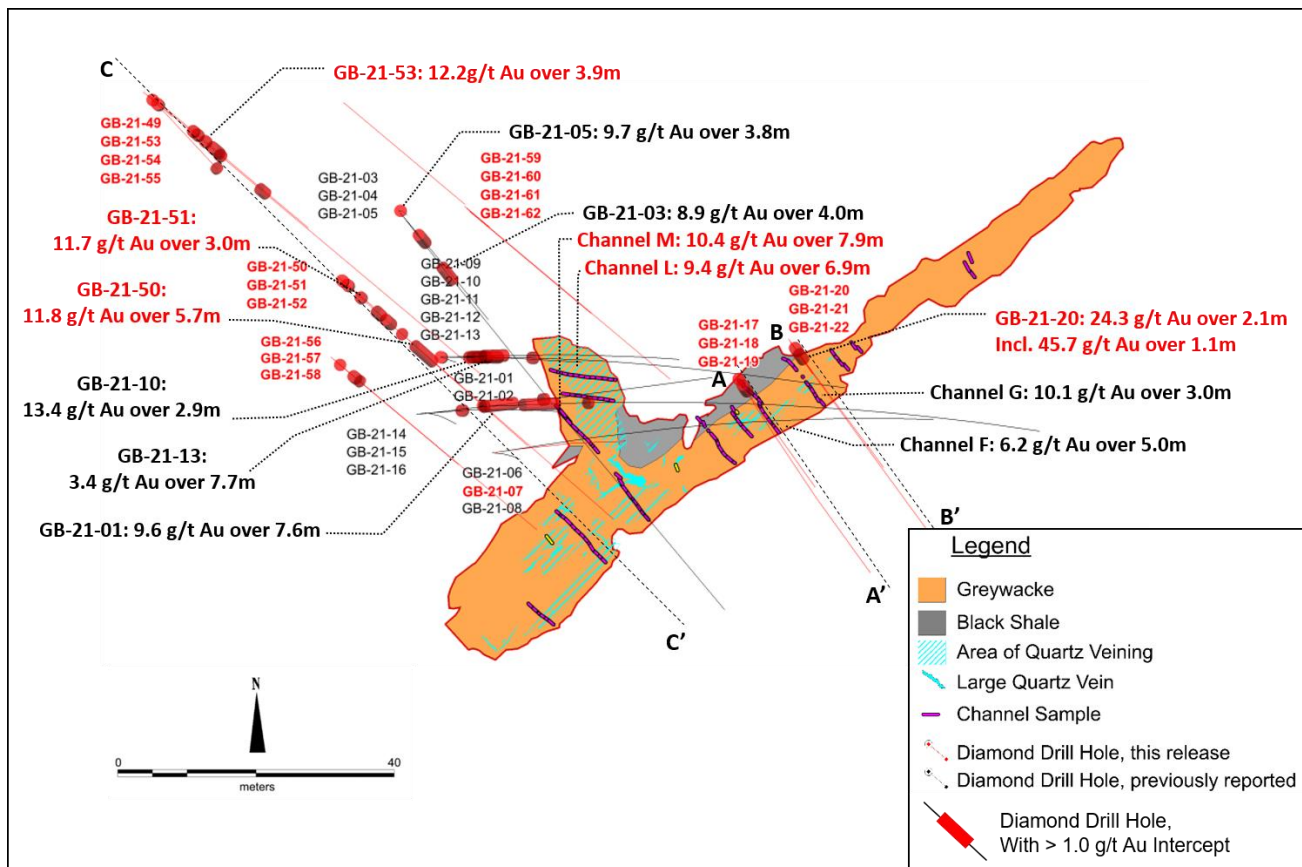 C
GB-21-53: 12.2g/t Au over 3.9m
GB-21-49
GB-21-53
GB-21-54
GB-21-55
GB-21-05: 9.7 g/t Au over 3.8m
GB-21-03
GB-21-04
GB-21-05
GB-21-59
GB-21-60
GB-21-61
GB-21-62
GB-21-03: 8.9 g/t Au over 4.0m
Channel M: 10.4 g/t Au over 7.9m
Channel L: 9.4 g/t Au over 6.9m
GB-21-51:
11.7 g/t Au over 3.0m
GB-21-50
GB-21-51
GB-21-52
GB-21-09
GB-21-10
GB-21-11
GB-21-12
GB-21-13
GB-21-50:
11.8 g/t Au over 5.7m
GB-21-56
GB-21-57
GB-21-58
GB-21-17
GB-21-18
GB-21-19
A
B
GB-21-20
GB-21-21
GB-21-22
GB-21-20: 24.3 g/t Au over 2.1m
Incl. 45.7 g/t Au over 1.1m
GB-21-01
GB-21-02
GB-21-10:
13.4 g/t Au over 2.9m
Channel G: 10.1 g/t Au over 3.0m
Channel F: 6.2 g/t Au over 5.0m
GB-21-14
GB-21-15
GB-21-16
GB-21-13:
3.4 g/t Au over 7.7m
GB-21-06
GB-21-07
GB-21-08
GB-21-01: 9.6 g/t Au over 7.6m
B'
A'
C'
N
0 40
meters
Legend
Greywacke
Black Shale
Area of Quartz Veining
Large Quartz Vein
Channel Sample
Diamond Drill Hole, this release
Diamond Drill Hole, previously reported
Diamond Drill Hole,
With > 1.0 g/t Au Intercept